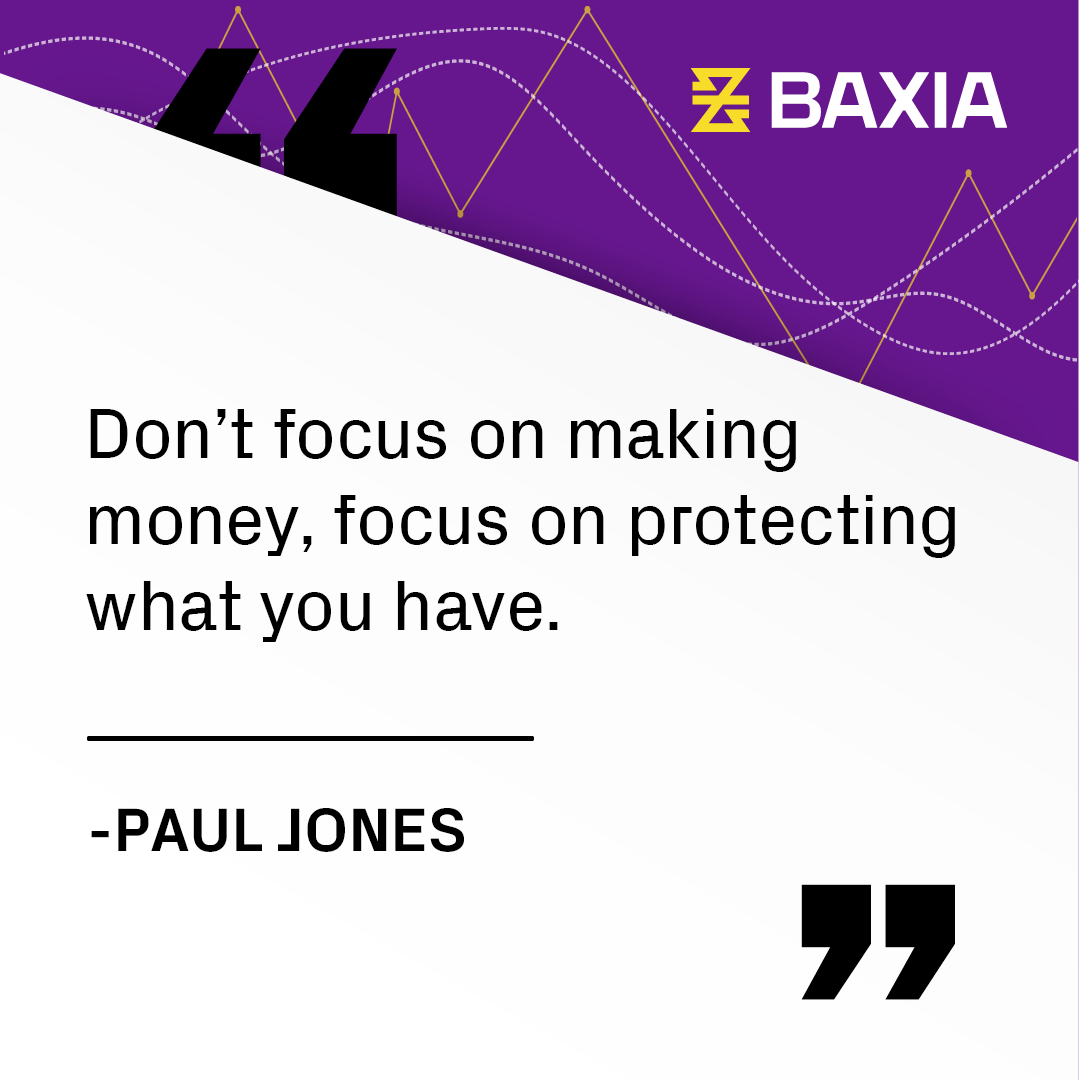 BAXIA
Don’t focus on making
money, focus on protecting
what you have.
-PAUL JONES